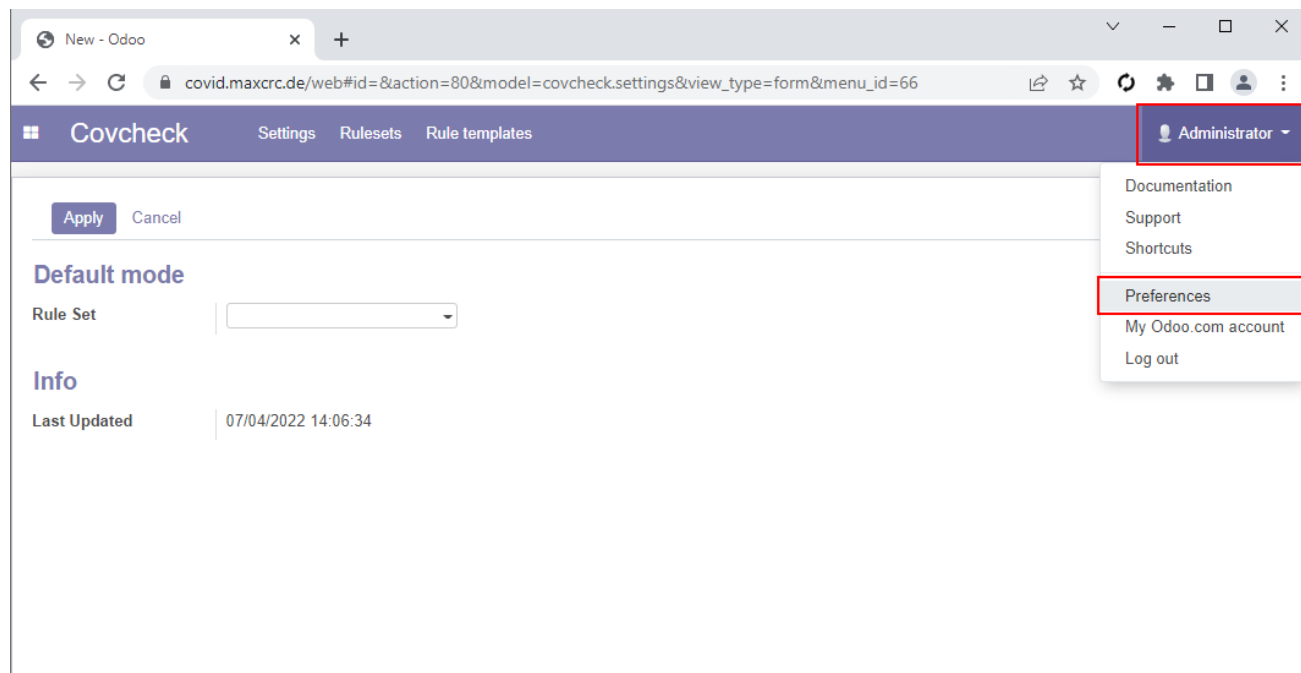 New - Odoo
covid.maxcrc.de/web#id=&action=80&model=covcheck.settings&view_type=form&menu_id=66
Covcheck Settings Rulesets Rule templates Administrator
Documentation
Support
Shortcuts
Preferences
My Odoo.com account
Log out
Apply Cancel
Default mode
Rule Set
Info
Last Updated 07/04/2022 14:06:34